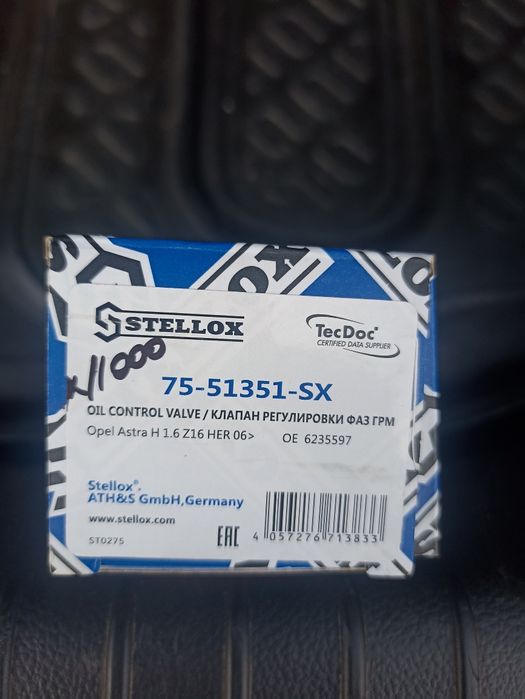 STELLOX
TecDoc®
CERTIFIED DATA SUPPLIER
11000
75-51351-SX
OIL CONTROL VALVE / КЛАПАН РЕГУЛИРОВКИ ФАЗ ГРМ
Opel Astra H 1.6 Z16 HER 06> OE 6235597
Stellox®.
ATH&S GmbH,Germany
www.stellox.com
ST0275
EAC
4 057276 713833